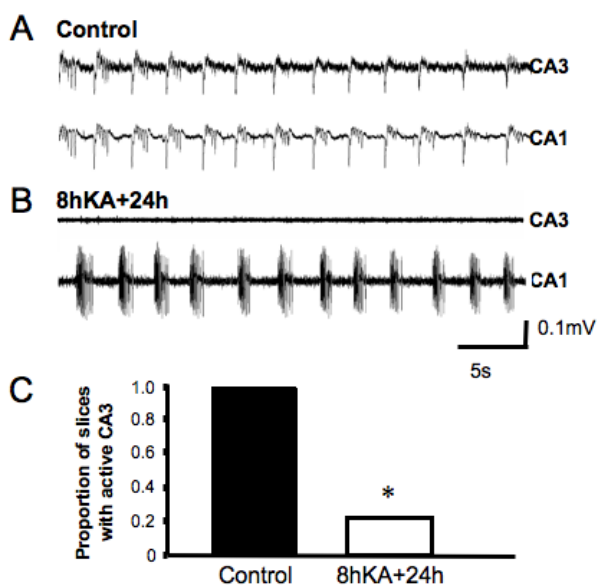 A Control
CA3
CA1
B 8hKA+24h
CA3
CA1
0.1mV
5s
C
Proportion of slices
with active CA3
1.0
0.8
0.6
0.4
0.2
0
*
Control 8hKA+24h